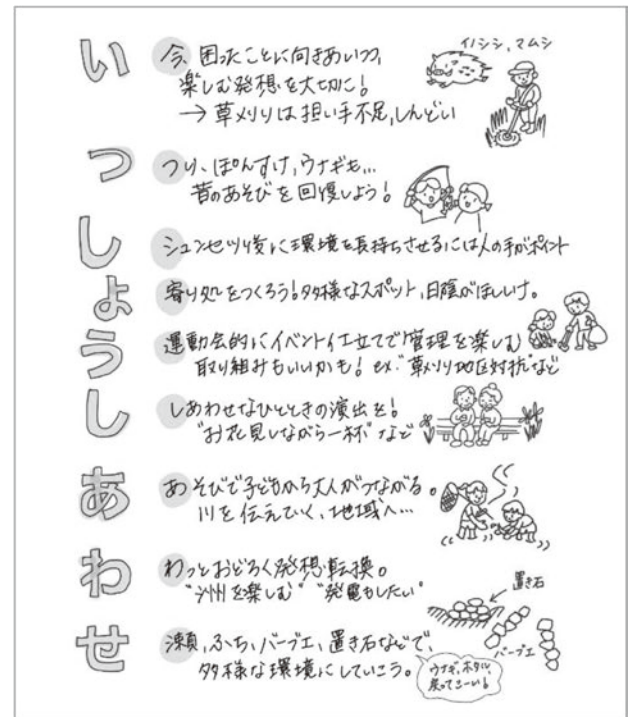 い
今、困ったことに向きあいつつ、
楽しむ発想を大切に!
→ 草メリリは担い手不足,しんどい
イノシシ,マムシ
つ
つり、ぽんすけ,ウナギも...
昔のあそびを回復しよう!
し
シュンセツ後に環境を長持ちさせるには人の手がポイント
ょ
寄り処をつくろう!多様なスポット,日陰がほしいけ。
う
運動会的にイベント仕立てで管理を楽しむ
取り組みもいいかも! ex."草メリリ地区対抗"など
し
しあわせなひとときの演出を!
"お花見しながら一杯"など
あ
あそびで子どもから大人がつながる。
川を伝えていく、地域へ...
わ
わっとおどろく発想転換。
"州を楽しむ" "発電もしたい"
置き石
バーブエ
せ
瀬,ふち,バーブエ,置き石などで、
多様な環境にしていこう。
ウナギ,ホタル,
戻ってこーい!